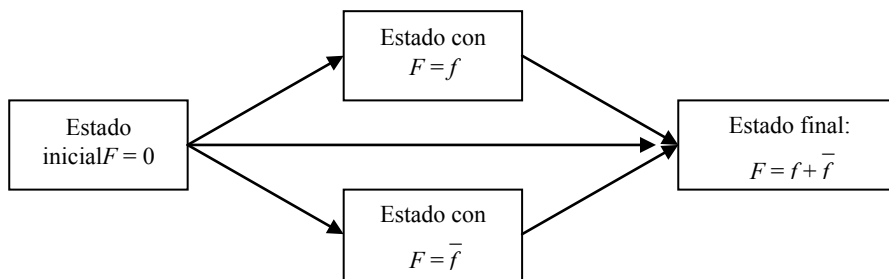 Estado con
F = f
Estado
inicialF = 0
Estado final:
F = f + f̅
Estado con
F = f̅